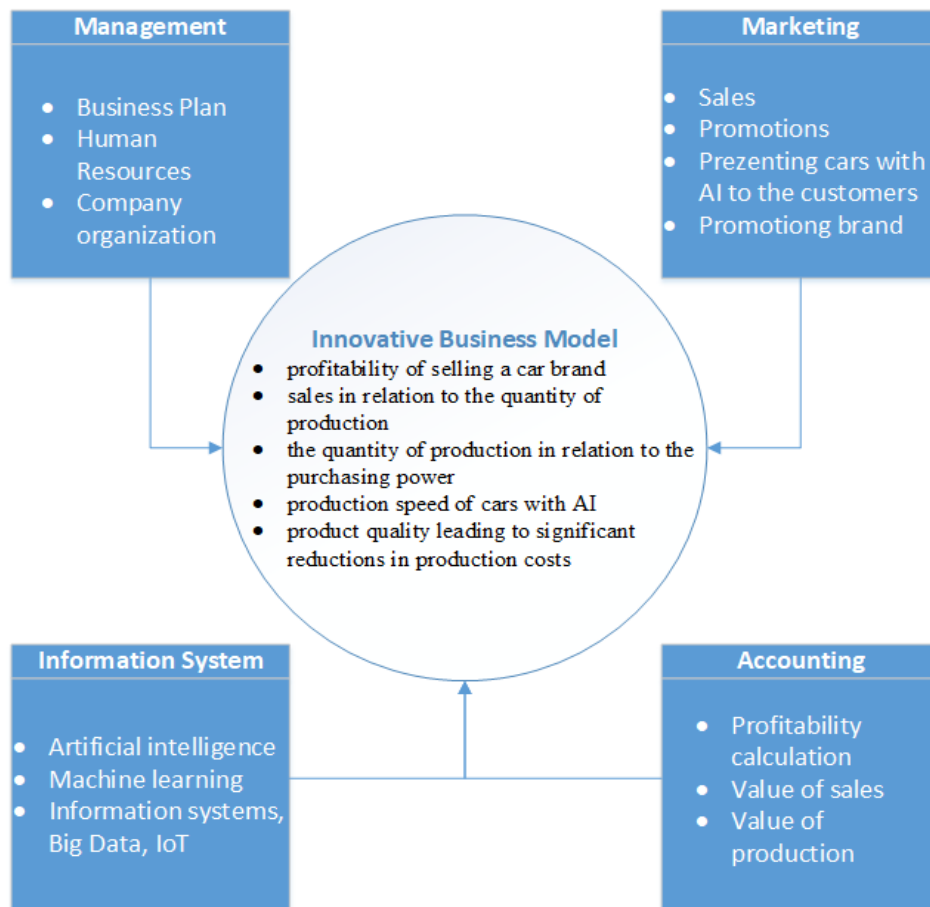 Management
• Business Plan
• Human
Resources
• Company
organization
Marketing
• Sales
• Promotions
• Prezenting cars with
AI to the customers
• Promotiong brand
Innovative Business Model
• profitability of selling a car brand
• sales in relation to the quantity of
production
• the quantity of production in relation to the
purchasing power
• production speed of cars with AI
• product quality leading to significant
reductions in production costs
Information System
• Artificial intelligence
• Machine learning
• Information systems,
Big Data, IoT
Accounting
• Profitability
calculation
• Value of sales
• Value of
production